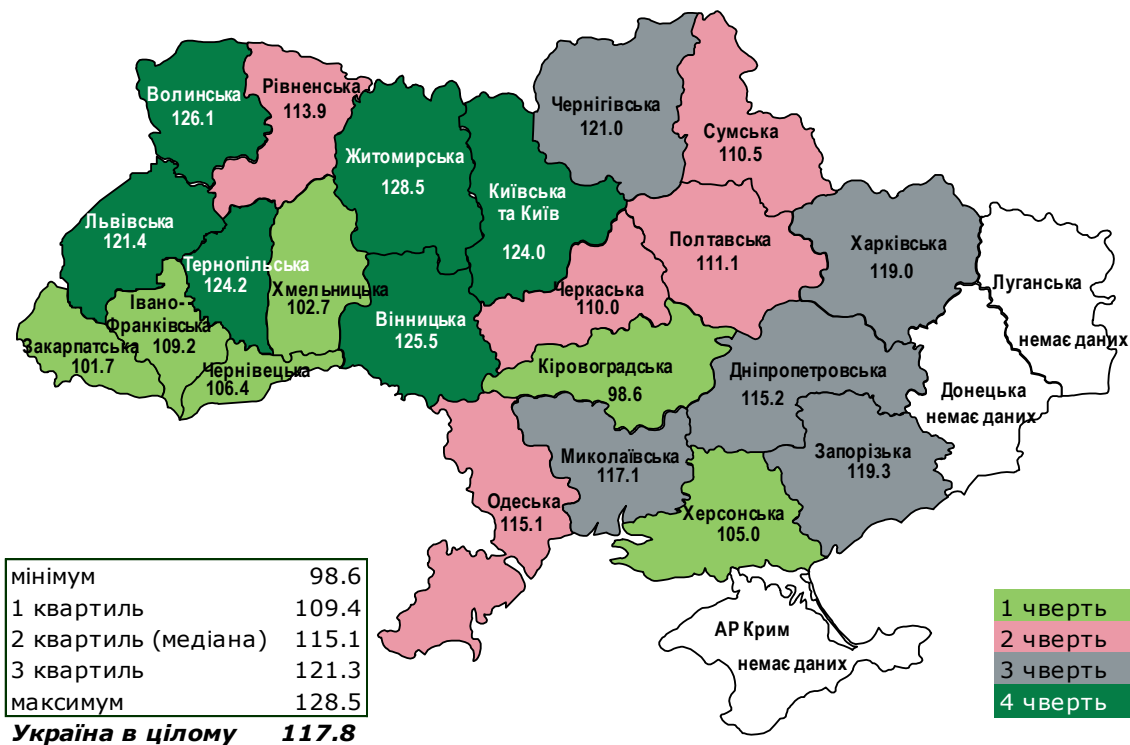 Волинська
126.1
Рівненська
113.9
Житомирська
128.5
Київська
та Київ
124.0
Чернігівська
121.0
Сумська
110.5
Львівська
121.4
Тернопільська
124.2
Хмельницька
102.7
Івано-
Франківська
109.2
Закарпатська
101.7
Чернівецька
106.4
Вінницька
125.5
Черкаська
110.0
Полтавська
111.1
Харківська
119.0
Луганська
немає даних
Донецька
немає даних
Кіровоградська
98.6
Дніпропетровська
115.2
Запорізька
119.3
Миколаївська
117.1
Одеська
115.1
Херсонська
105.0
АР Крим
немає даних
мінімум 98.6
1 квартиль 109.4
2 квартиль (медіана) 115.1
3 квартиль 121.3
максимум 128.5
Україна в цілому 117.8
1 чверть
2 чверть
3 чверть
4 чверть